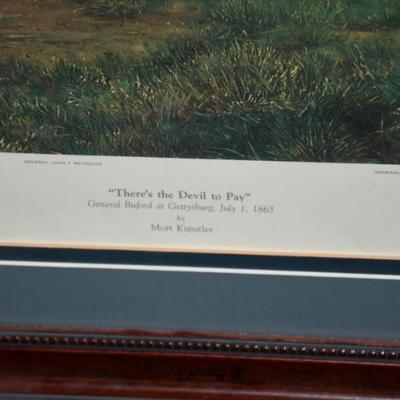 GENERAL JOHN F REYNOLDS
GENERAL
"There's the Devil to Pay"
General Buford at Gettysburg, July 1, 1863
by
Mort Künstler